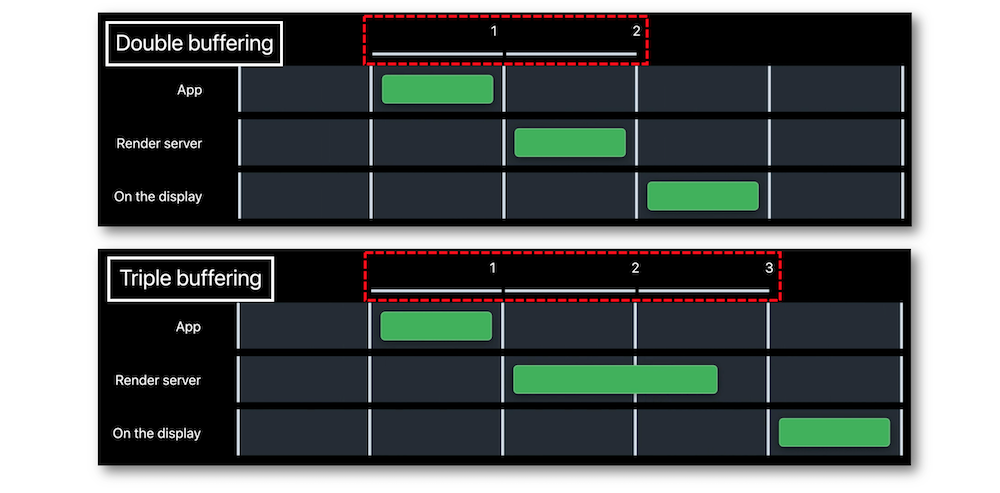 Double buffering
1 2
App
Render server
On the display
Triple buffering
1 2 3
App
Render server
On the display